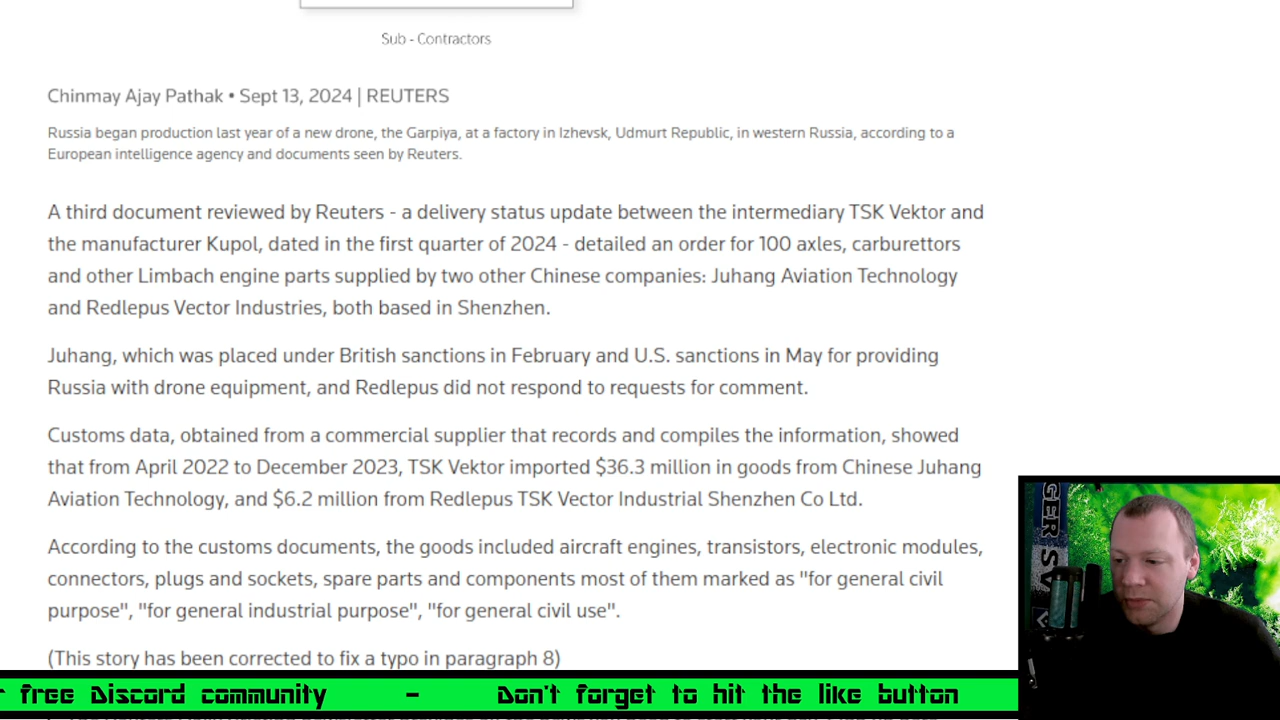 Sub - Contractors
Chinmay Ajay Pathak • Sept 13, 2024 | REUTERS
Russia began production last year of a new drone, the Garpiya, at a factory in Izhevsk, Udmurt Republic, in western Russia, according to a
European intelligence agency and documents seen by Reuters.
A third document reviewed by Reuters - a delivery status update between the intermediary TSK Vektor and
the manufacturer Kupol, dated in the first quarter of 2024 - detailed an order for 100 axles, carburettors
and other Limbach engine parts supplied by two other Chinese companies: Juhang Aviation Technology
and Redlepus Vector Industries, both based in Shenzhen.
Juhang, which was placed under British sanctions in February and U.S. sanctions in May for providing
Russia with drone equipment, and Redlepus did not respond to requests for comment.
Customs data, obtained from a commercial supplier that records and compiles the information, showed
that from April 2022 to December 2023, TSK Vektor imported $36.3 million in goods from Chinese Juhang
Aviation Technology, and $6.2 million from Redlepus TSK Vector Industrial Shenzhen Co Ltd.
According to the customs documents, the goods included aircraft engines, transistors, electronic modules,
connectors, plugs and sockets, spare parts and components most of them marked as "for general civil
purpose", "for general industrial purpose", "for general civil use".
(This story has been corrected to fix a typo in paragraph 8)
free Discord community - Don't forget to hit the like button
GER SV